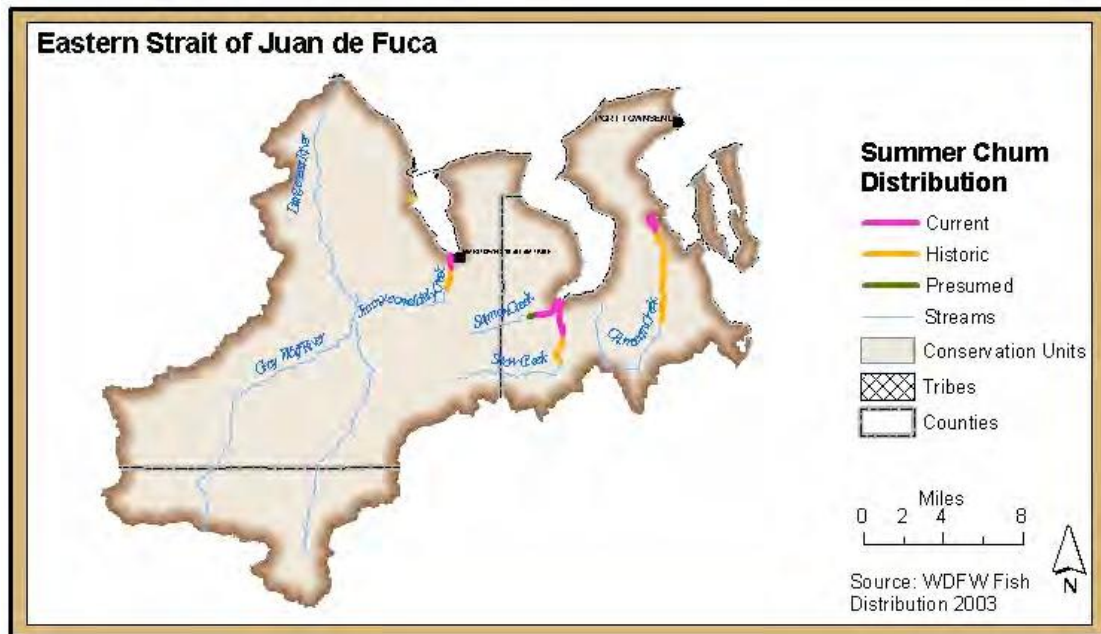 Eastern Strait of Juan de Fuca
PORT TOWNSEND
Dungeness River
Salmon Creek
Gray Wolf River
Snow Creek
Chimacum Creek
Summer Chum
Distribution
Current
Historic
Presumed
Streams
Conservation Units
Tribes
Counties
Miles
0 2 4 8
N
Source: WDFW Fish
Distribution 2003